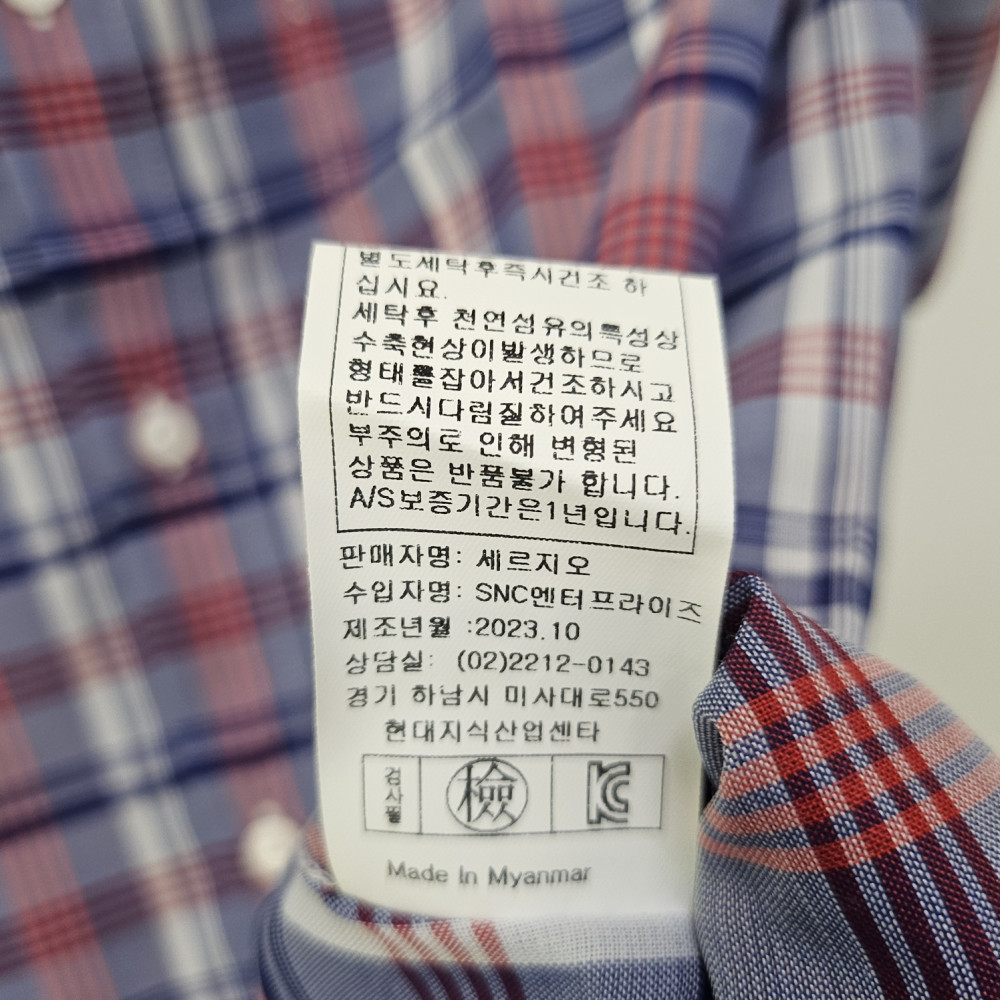 별도세탁후즉시건조 하
십시요.
세탁후 천연섬유의특성상
수축현상이발생하므로
형태를잡아서건조하시고
반드시다림질하여주세요
부주의로 인해 변형된
상품은 반품불가 합니다.
A/S보증기간은1년입니다.
판매자명: 세르지오
수입자명: SNC엔터프라이즈
제조년월 :2023.10
상담실: (02)2212-0143
경기 하남시 미사대로550
현대지식산업센타
검사필 檢 KC
Made In Myanmar